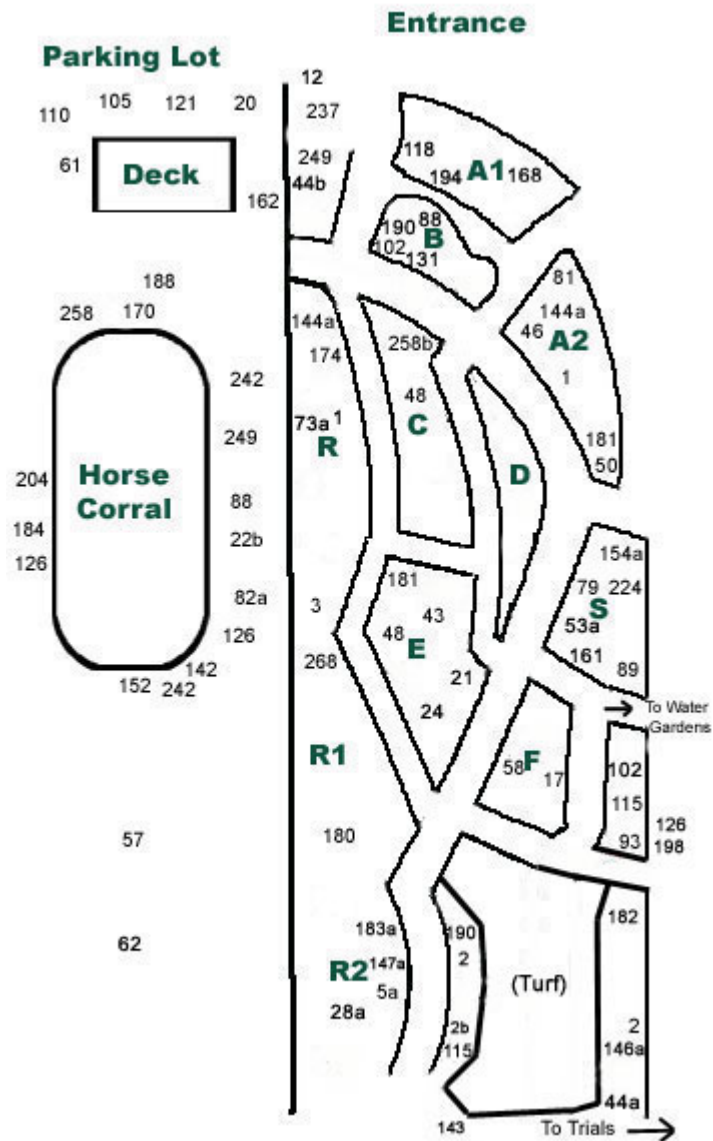 Entrance
Parking Lot
12
110 105 121 20
237
61
Deck
118
249
194 A1 168
44b
162
88
190 B
102
131
188
81
258 170
144a
144a
46 A2
258b
174
242
1
48
73a 1
C
R
249
181
50
D
204
Horse
Corral
88
184
22b
154a
126
181
79 224
82a
3
43
S
53a
126
48
E
161
142
268
89
152 242
21
To Water
Gardens
24
R1
58 F 17
102
115
57
180
126
93
198
183a
190
182
62
R2 147a
2
(Turf)
5a
28a
2b
2
115
146a
44a
143
To Trials